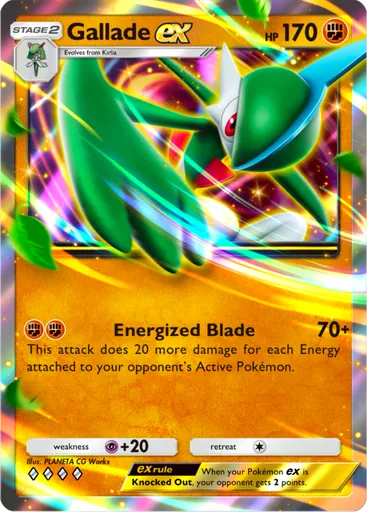 STAGE 2 Gallade ex HP 170
Evolves from Kirlia
Energized Blade 70+
This attack does 20 more damage for each Energy
attached to your opponent's Active Pokémon.
weakness +20 retreat
Illus. PLANETA CG Works
ex rule When your Pokémon ex is
Knocked Out, your opponent gets 2 points.